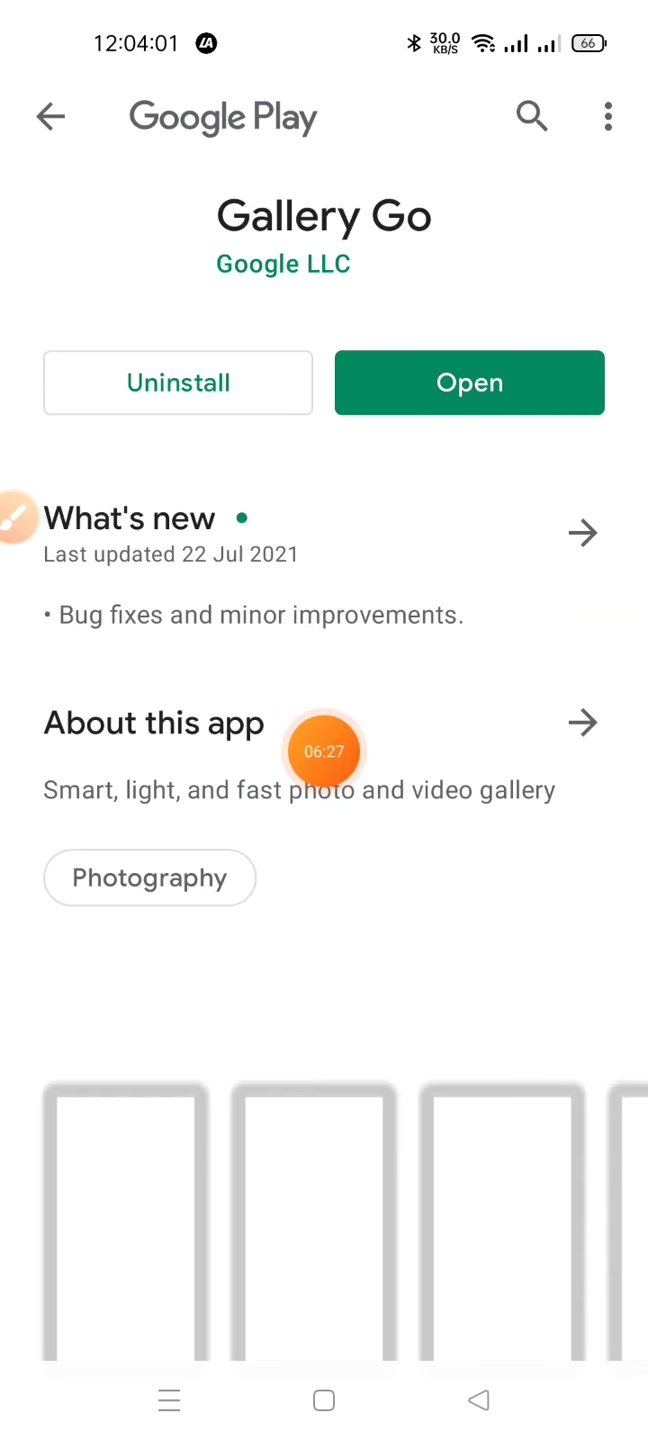 12:04:01 LA 30.0 KB/S 66
Google Play
Gallery Go
Google LLC
Uninstall Open
What's new
Last updated 22 Jul 2021
• Bug fixes and minor improvements.
About this app
06:27
Smart, light, and fast photo and video gallery
Photography